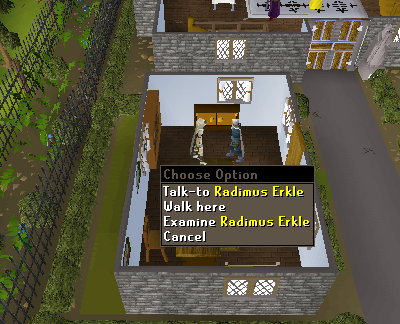 Choose Option
Talk-to Radimus Erkle
Walk here
Examine Radimus Erkle
Cancel